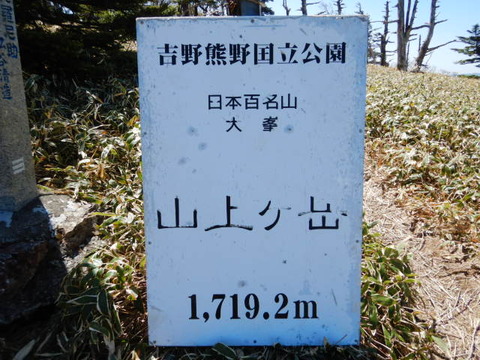 吉野熊野国立公園
日本百名山
大峯
山上ヶ岳
1,719.2m